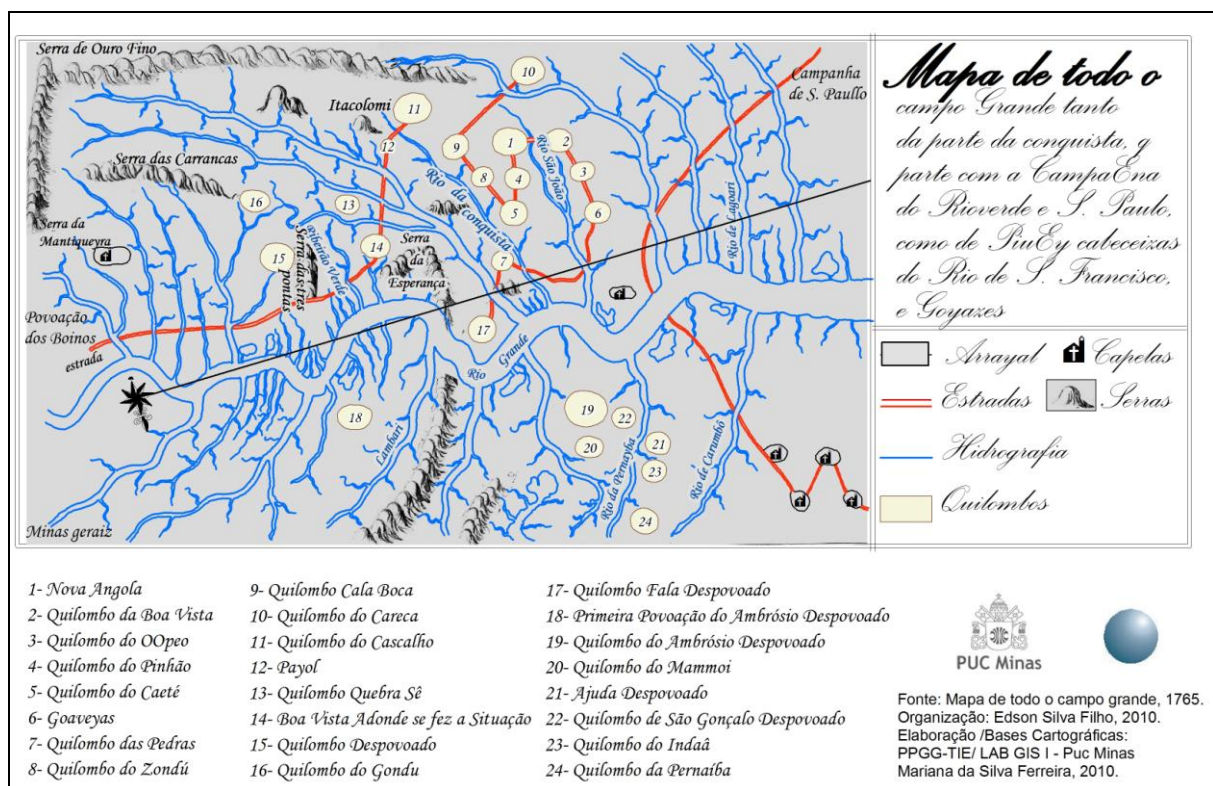 Serra de Ouro Fino
Itacolomi
Campanha
de S. Paullo
Serra das Carrancas
Serra da
Mantiqueyra
Rio da conquista
Rio São João
Rio de Lagoari
Ribeirão Verde
Serra dastres
pontas
Serra
da
Esperança
Povoação
dos Boinos
estrada
Rio Grande
Lambari
Rio da Pernayba
Rio de Carumbô
Minas geraiz
1
2
3
4
5
6
7
8
9
10
11
12
13
14
15
16
17
18
19
20
21
22
23
24
Mapa de todo o
campo Grande tanto
da parte da conquista, q
parte com a CampaEna
do Rioverde e S. Paulo,
como de PiuEy cabeceixas
do Rio de S. Francisco,
e Goyazes
Arrayal
Capelas
Estradas
Serras
Hidrografia
Quilombos
1- Nova Angola
2- Quilombo da Boa Vista
3- Quilombo do OOpeo
4- Quilombo do Pinhão
5- Quilombo do Caeté
6- Goaveyas
7- Quilombo das Pedras
8- Quilombo do Zondú
9- Quilombo Cala Boca
10- Quilombo do Careca
11- Quilombo do Cascalho
12- Payol
13- Quilombo Quebra Sê
14- Boa Vista Adonde se fez a Situação
15- Quilombo Despovoado
16- Quilombo do Gondu
17- Quilombo Fala Despovoado
18- Primeira Povoação do Ambrósio Despovoado
19- Quilombo do Ambrósio Despovoado
20- Quilombo do Mammoi
21- Ajuda Despovoado
22- Quilombo de São Gonçalo Despovoado
23- Quilombo do Indaâ
24- Quilombo da Pernaíba
PUC Minas
Fonte: Mapa de todo o campo grande, 1765.
Organização: Edson Silva Filho, 2010.
Elaboração /Bases Cartográficas:
PPGG-TIE/ LAB GIS I - Puc Minas
Mariana da Silva Ferreira, 2010.